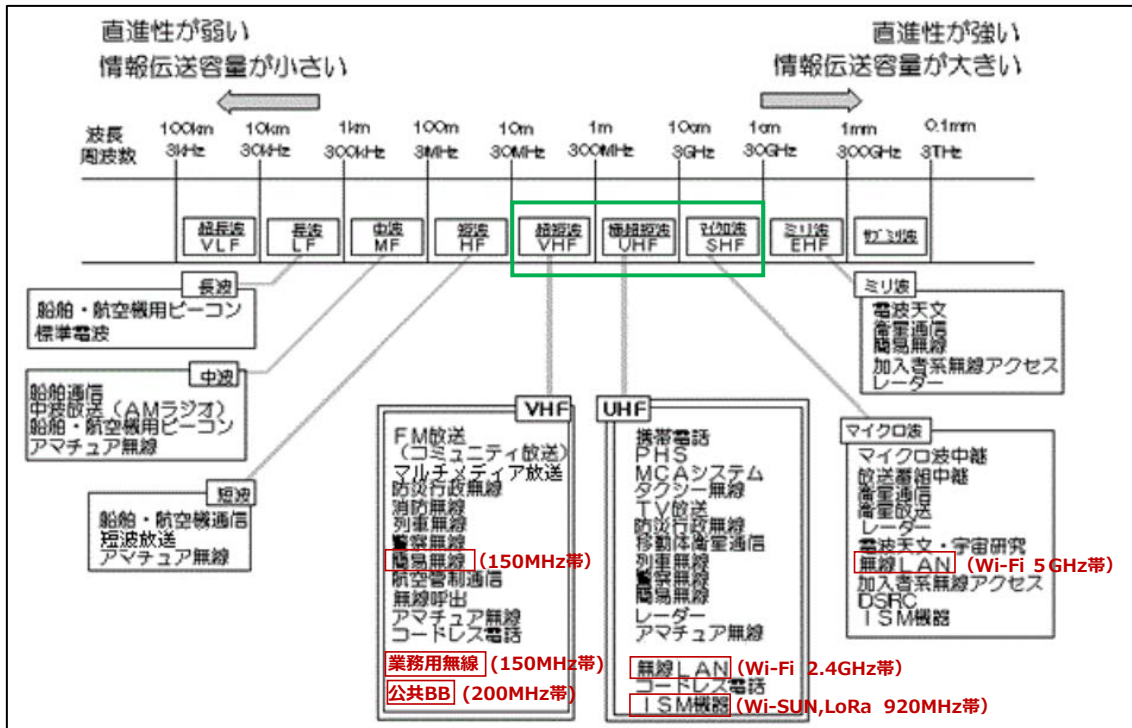 直進性が弱い
情報伝送容量が小さい
直進性が強い
情報伝送容量が大きい
波長 100km 10km 1km 100m 10m 1m 10cm 1cm 1mm 0.1mm
周波数 3kHz 30kHz 300kHz 3MHz 30MHz 300MHz 3GHz 30GHz 300GHz 3THz
超長波 長波 中波 短波 超短波 極超短波 マイクロ波 ミリ波 サブミリ波
VLF LF MF HF VHF UHF SHF EHF
長波
船舶・航空機用ビーコン
標準電波
中波
船舶通信
中波放送（AMラジオ）
船舶・航空機用ビーコン
アマチュア無線
短波
船舶・航空機通信
短波放送
アマチュア無線
VHF
FM放送
（コミュニティ放送）
マルチメディア放送
防災行政無線
消防無線
列車無線
警察無線
簡易無線 (150MHz帯)
航空管制通信
無線呼出
アマチュア無線
コードレス電話
業務用無線 (150MHz帯)
公共BB (200MHz帯)
UHF
携帯電話
PHS
MCAシステム
タクシー無線
TV放送
防災行政無線
移動体衛星通信
列車無線
警察無線
簡易無線
レーダー
アマチュア無線
無線LAN (Wi-Fi 2.4GHz帯)
コードレス電話
ISM機器 (Wi-SUN,LoRa 920MHz帯)
ミリ波
電波天文
衛星通信
簡易無線
加入者系無線アクセス
レーダー
マイクロ波
マイクロ波中継
放送番組中継
衛星通信
衛星放送
レーダー
電波天文・宇宙研究
無線LAN (Wi-Fi 5GHz帯)
加入者系無線アクセス
DSRC
ISM機器